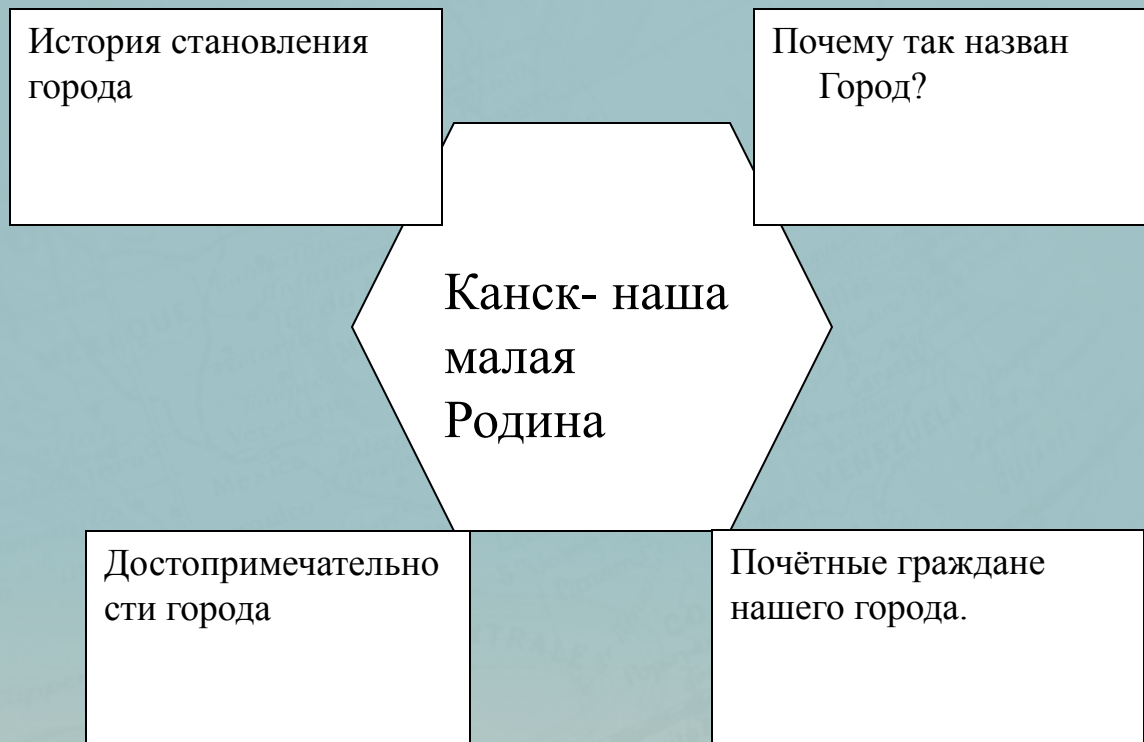 История становления
города
Почему так назван
Город?
Канск- наша
малая
Родина
Достопримечательно
сти города
Почётные граждане
нашего города.